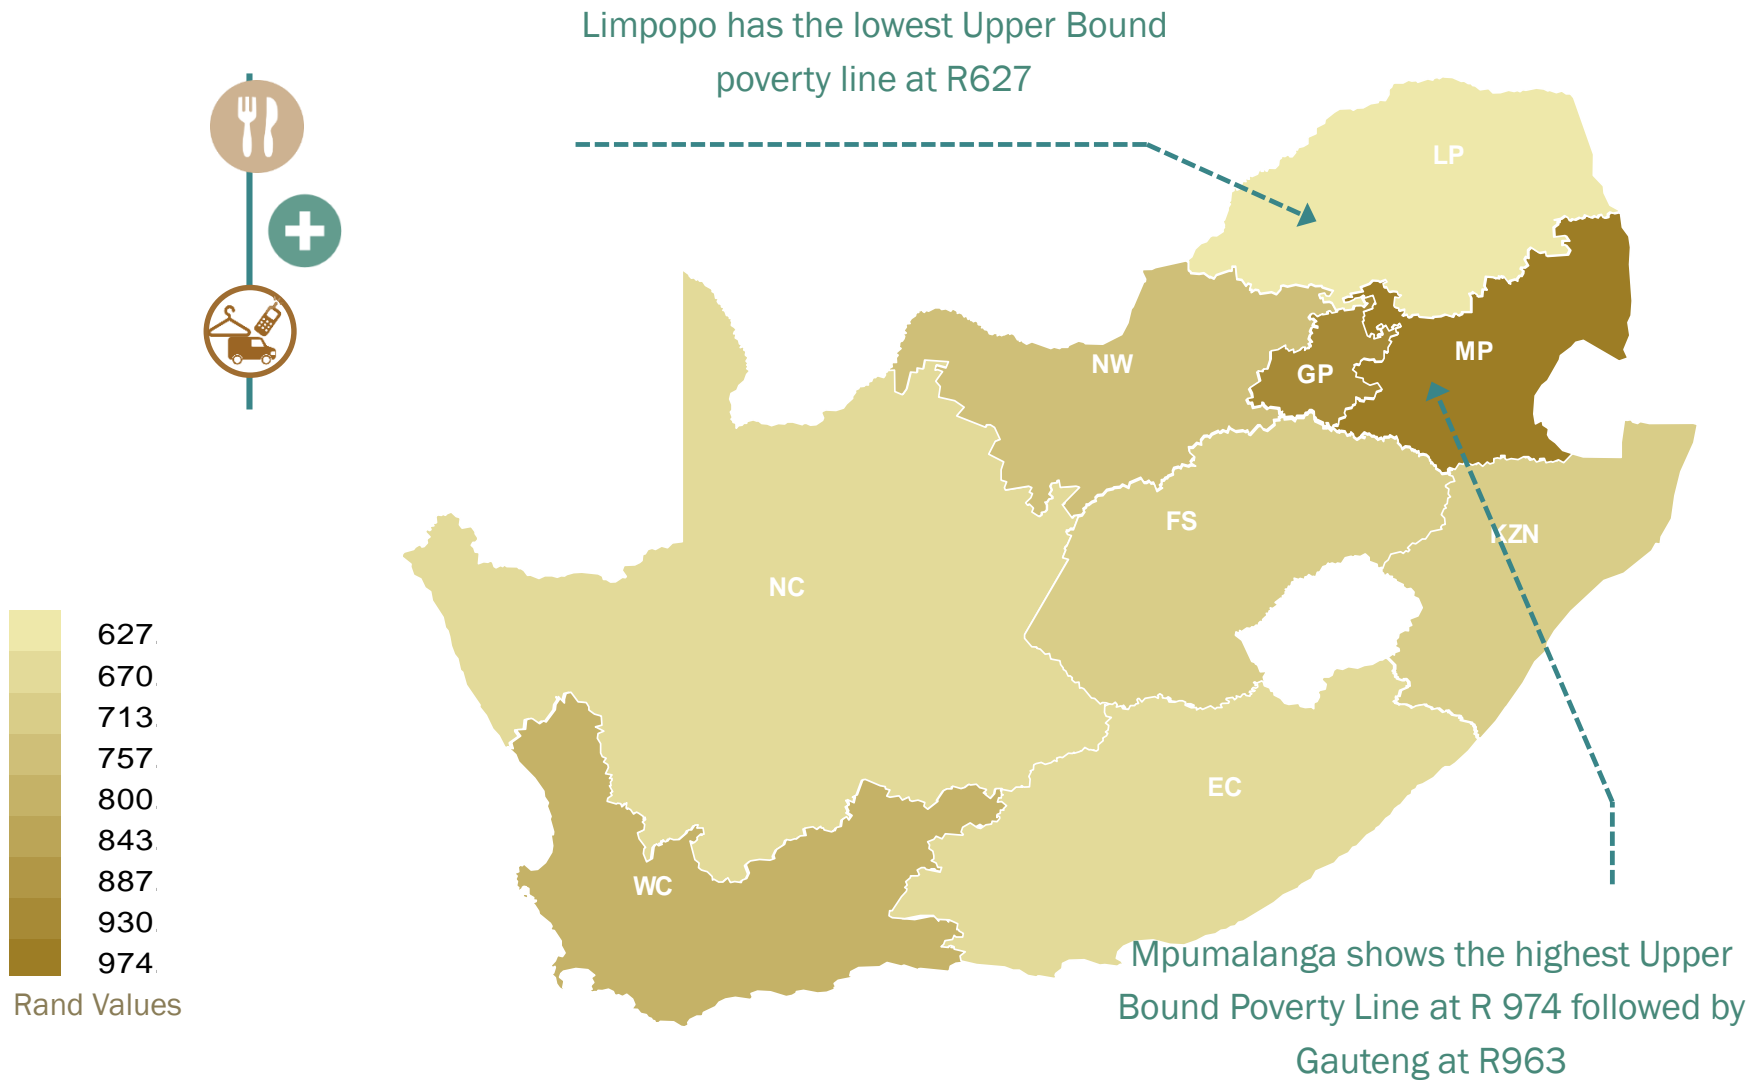 Limpopo has the lowest Upper Bound
poverty line at R627
LP
NW
GP
MP
FS
KZN
NC
EC
WC
627
670
713
757
800
843
887
930
974
Rand Values
Mpumalanga shows the highest Upper
Bound Poverty Line at R 974 followed by
Gauteng at R963